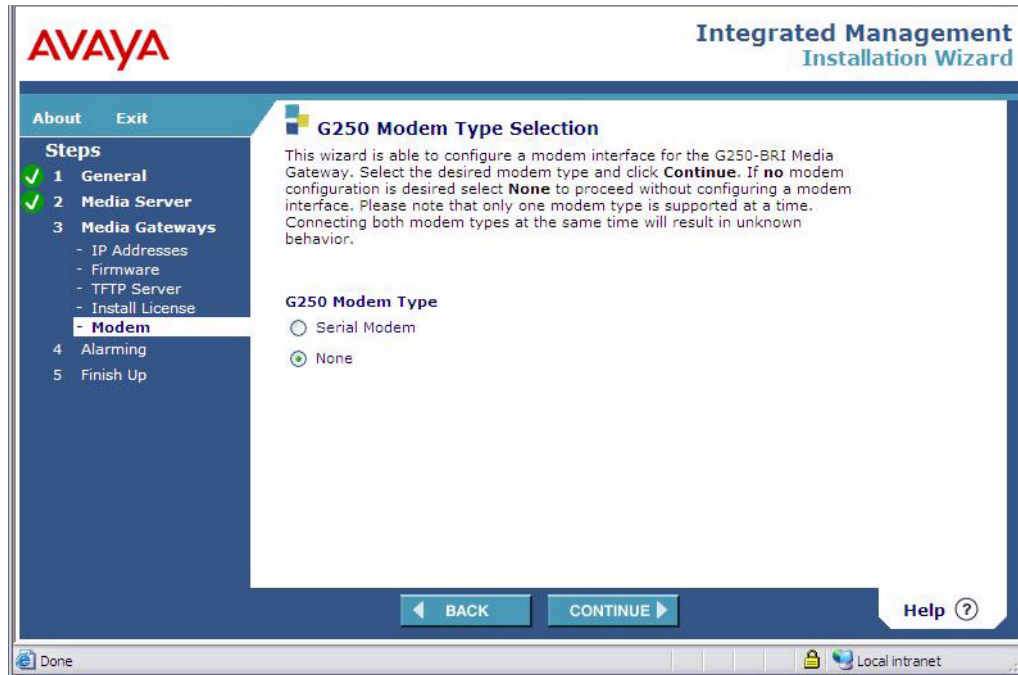 AVAYA
Integrated Management
Installation Wizard
About Exit
Steps
1 General
2 Media Server
3 Media Gateways
- IP Addresses
- Firmware
- TFTP Server
- Install License
- Modem
4 Alarming
5 Finish Up
G250 Modem Type Selection
This wizard is able to configure a modem interface for the G250-BRI Media
Gateway. Select the desired modem type and click Continue. If no modem
configuration is desired select None to proceed without configuring a modem
interface. Please note that only one modem type is supported at a time.
Connecting both modem types at the same time will result in unknown
behavior.
G250 Modem Type
Serial Modem
None
BACK
CONTINUE
Help ?
Done
Local intranet